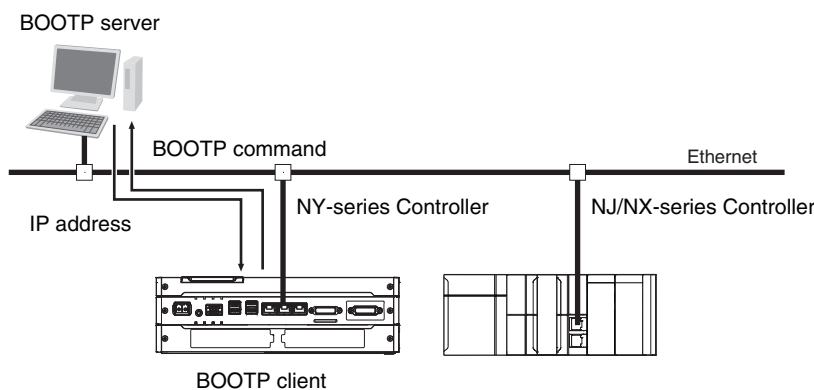 BOOTP server
BOOTP command
Ethernet
IP address
NY-series Controller
NJ/NX-series Controller
BOOTP client